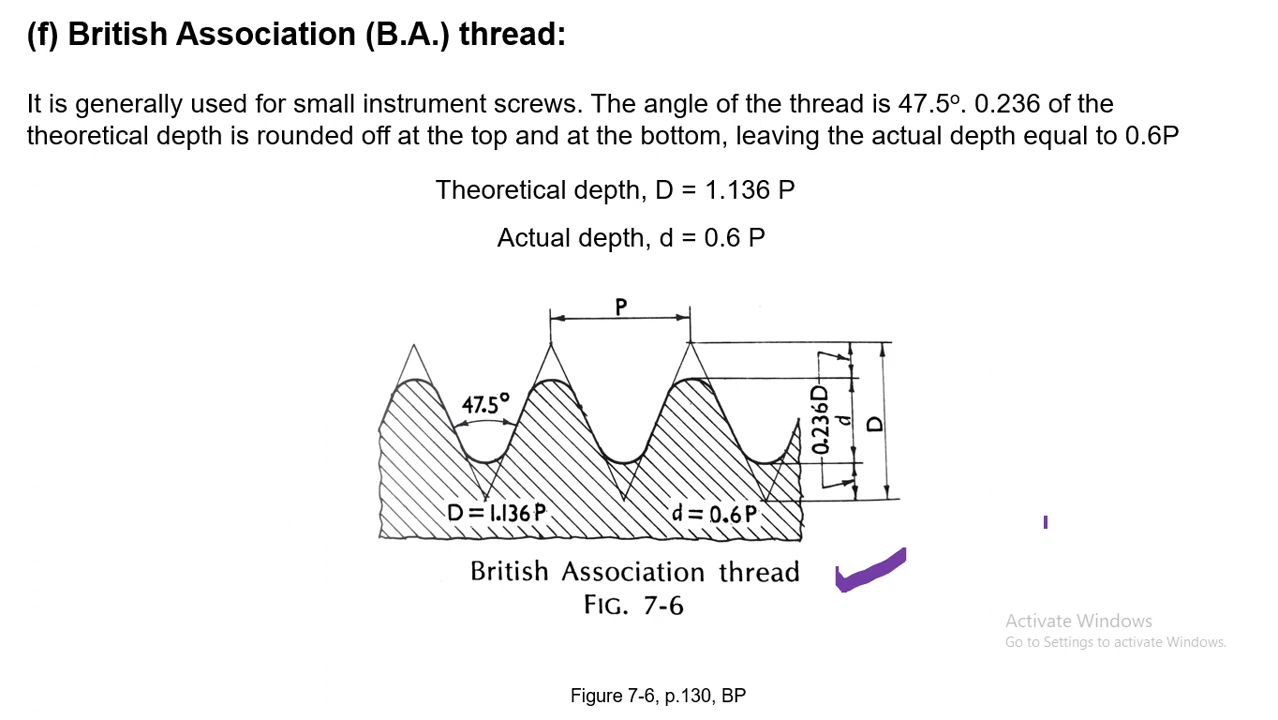 (f) British Association (B.A.) thread:
It is generally used for small instrument screws. The angle of the thread is 47.5º. 0.236 of the
theoretical depth is rounded off at the top and at the bottom, leaving the actual depth equal to 0.6P
Theoretical depth, D = 1.136 P
Actual depth, d = 0.6 P
P
47.5°
0.236D
d
D
D = 1.136 P
d = 0.6 P
British Association thread
FIG. 7-6
Activate Windows
Go to Settings to activate Windows.
Figure 7-6, p.130, BP